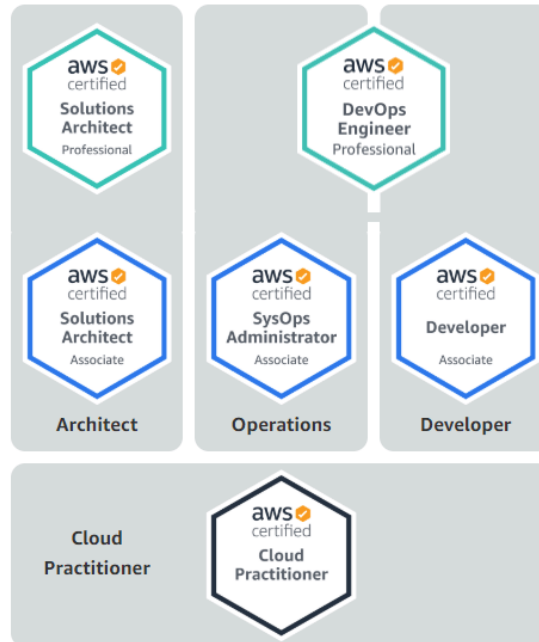 aws
certified
Solutions
Architect
Professional
aws
certified
DevOps
Engineer
Professional
aws
certified
Solutions
Architect
Associate
aws
certified
SysOps
Administrator
Associate
aws
certified
Developer
Associate
Architect
Operations
Developer
Cloud
Practitioner
aws
certified
Cloud
Practitioner